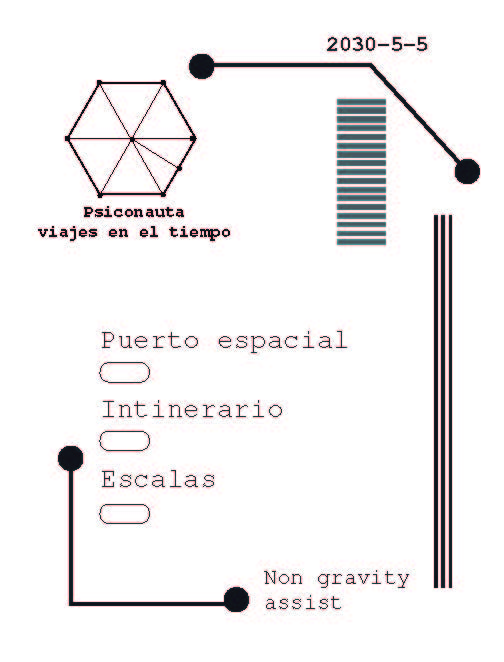 2030-5-5
Psiconauta
viajes en el tiempo
Puerto espacial
Intinerario
Escalas
Non gravity
assist